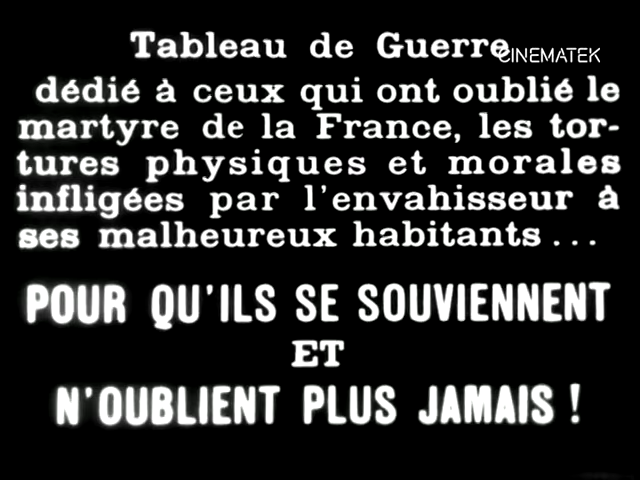 Tableau de Guerre
CINEMATEK
dédié à ceux qui ont oublié le
martyre de la France, les tor-
tures physiques et morales
infligées par l'envahisseur à
ses malheureux habitants...
POUR QU'ILS SE SOUVIENNENT
ET
N'OUBLIENT PLUS JAMAIS !